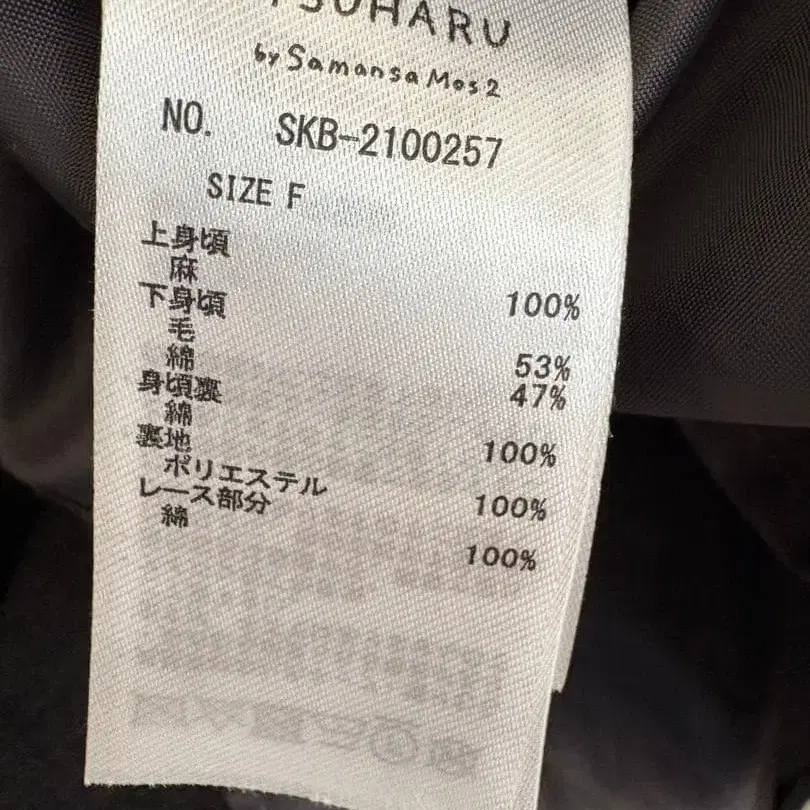 TSUHARU
by Samansa Mos2
NO. SKB-2100257
SIZE F
上身頃
麻 100%
下身頃
毛 53%
綿 47%
身頃裏
綿 100%
裏地
ポリエステル 100%
レース部分
綿 100%